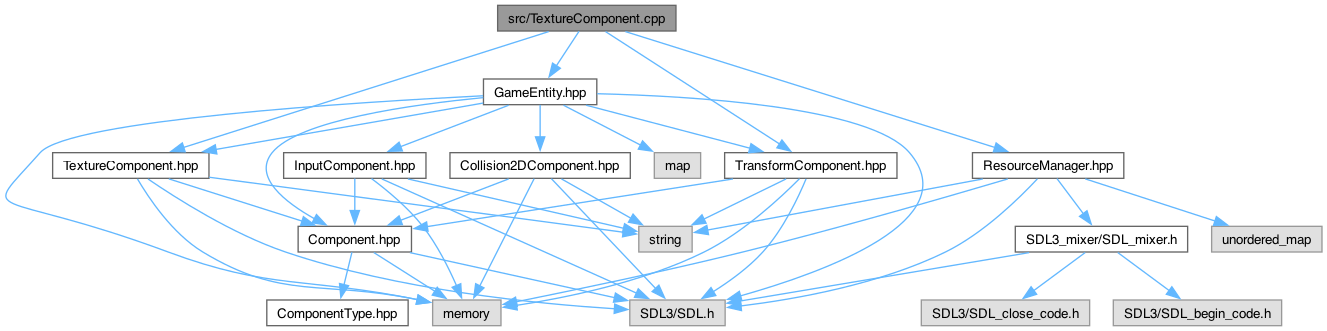 src/TextureComponent.cpp
GameEntity.hpp
TextureComponent.hpp
InputComponent.hpp
Collision2DComponent.hpp
map
TransformComponent.hpp
ResourceManager.hpp
Component.hpp
string
SDL3_mixer/SDL_mixer.h
unordered_map
ComponentType.hpp
memory
SDL3/SDL.h
SDL3/SDL_close_code.h
SDL3/SDL_begin_code.h